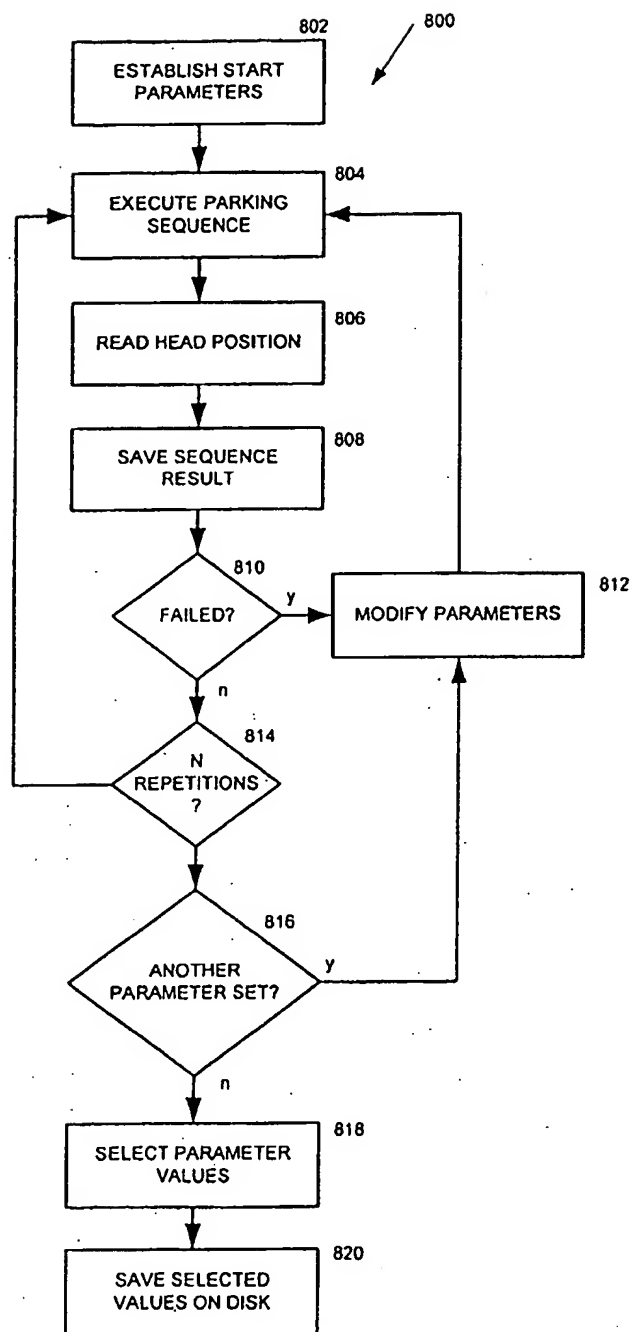 802
800
ESTABLISH START
PARAMETERS
804
EXECUTE PARKING
SEQUENCE
806
READ HEAD POSITION
808
SAVE SEQUENCE
RESULT
810
FAILED?
y
812
MODIFY PARAMETERS
n
814
N
REPETITIONS
?
816
ANOTHER
PARAMETER SET?
y
n
818
SELECT PARAMETER
VALUES
820
SAVE SELECTED
VALUES ON DISK